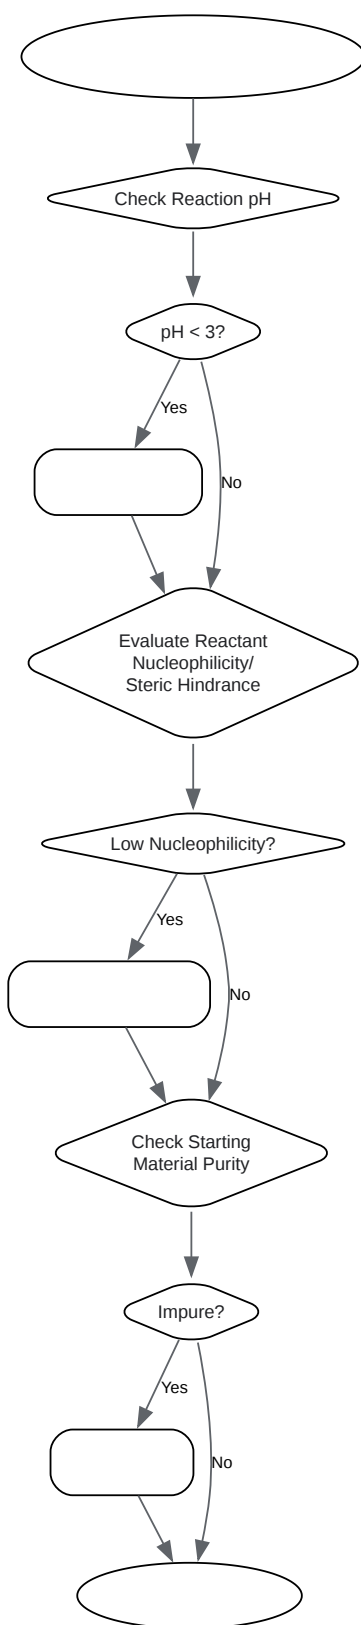 Check Reaction pH
pH < 3?
Yes
No
Evaluate Reactant
Nucleophilicity/
Steric Hindrance
Low Nucleophilicity?
Yes
No
Check Starting
Material Purity
Impure?
Yes
No